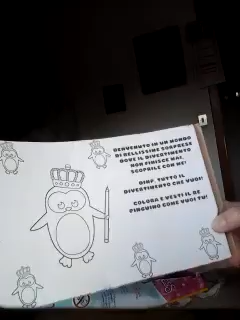 BENVENUTO IN UN MONDO
DI BELLISSIME SORPRESE
DOVE IL DIVERTIMENTO
NON FINISCE MAI.
SCOPRILE CON ME!
TUTTO IL
DIVERTIMENTO CHE VUOI!
COLORA E VESTI IL RE
PINGUINO COME VUOI TU!